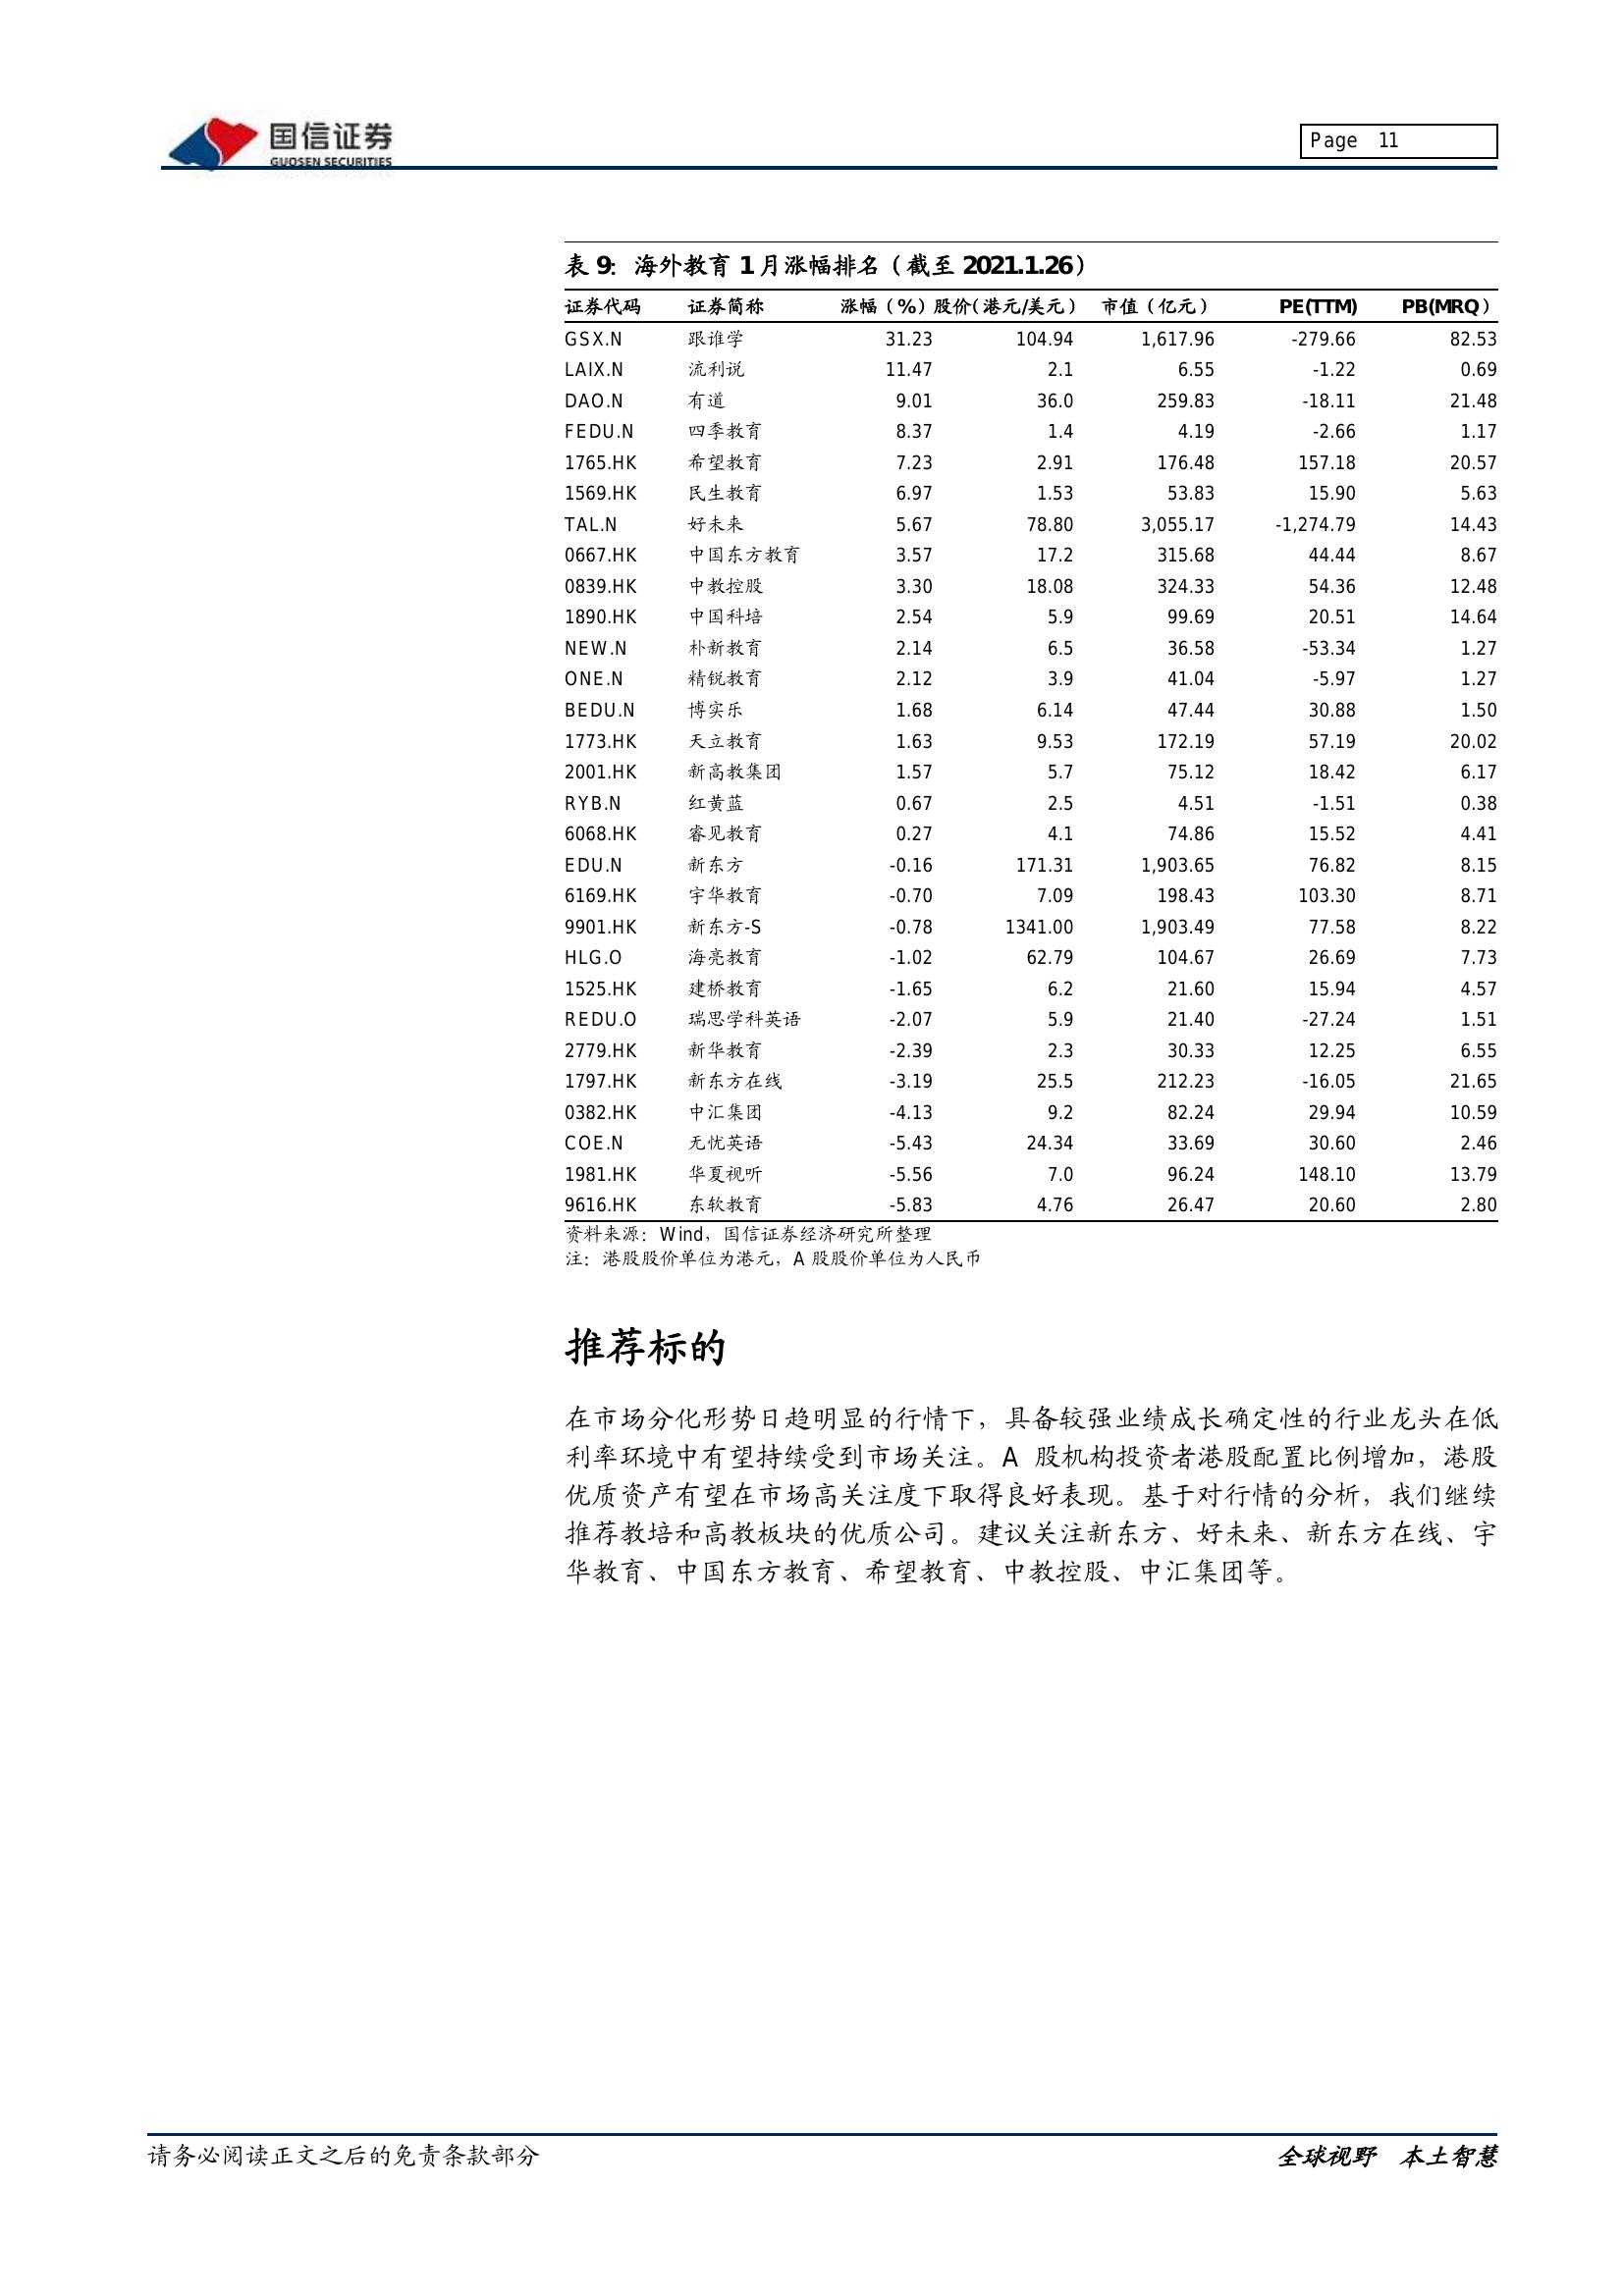 国信证券
GUOSEN SECURITIES
Page 11
表 9：海外教育 1 月涨幅排名（截至 2021.1.26）
证券代码 证券简称 涨幅（%） 股价(港元/美元) 市值（亿元） PE(TTM) PB(MRQ）
GSX.N 跟谁学 31.23 104.94 1,617.96 -279.66 82.53
LAIX.N 流利说 11.47 2.1 6.55 -1.22 0.69
DAO.N 有道 9.01 36.0 259.83 -18.11 21.48
FEDU.N 四季教育 8.37 1.4 4.19 -2.66 1.17
1765.HK 希望教育 7.23 2.91 176.48 157.18 20.57
1569.HK 民生教育 6.97 1.53 53.83 15.90 5.63
TAL.N 好未来 5.67 78.80 3,055.17 -1,274.79 14.43
0667.HK 中国东方教育 3.57 17.2 315.68 44.44 8.67
0839.HK 中教控股 3.30 18.08 324.33 54.36 12.48
1890.HK 中国科培 2.54 5.9 99.69 20.51 14.64
NEW.N 朴新教育 2.14 6.5 36.58 -53.34 1.27
ONE.N 精锐教育 2.12 3.9 41.04 -5.97 1.27
BEDU.N 博实乐 1.68 6.14 47.44 30.88 1.50
1773.HK 天立教育 1.63 9.53 172.19 57.19 20.02
2001.HK 新高教集团 1.57 5.7 75.12 18.42 6.17
RYB.N 红黄蓝 0.67 2.5 4.51 -1.51 0.38
6068.HK 睿见教育 0.27 4.1 74.86 15.52 4.41
EDU.N 新东方 -0.16 171.31 1,903.65 76.82 8.15
6169.HK 宇华教育 -0.70 7.09 198.43 103.30 8.71
9901.HK 新东方-S -0.78 1341.00 1,903.49 77.58 8.22
HLG.O 海亮教育 -1.02 62.79 104.67 26.69 7.73
1525.HK 建桥教育 -1.65 6.2 21.60 15.94 4.57
REDU.O 瑞思学科英语 -2.07 5.9 21.40 -27.24 1.51
2779.HK 新华教育 -2.39 2.3 30.33 12.25 6.55
1797.HK 新东方在线 -3.19 25.5 212.23 -16.05 21.65
0382.HK 中汇集团 -4.13 9.2 82.24 29.94 10.59
COE.N 无忧英语 -5.43 24.34 33.69 30.60 2.46
1981.HK 华夏视听 -5.56 7.0 96.24 148.10 13.79
9616.HK 东软教育 -5.83 4.76 26.47 20.60 2.80
资料来源：Wind，国信证券经济研究所整理
注：港股股价单位为港元，A 股股价单位为人民币
推荐标的
在市场分化形势日趋明显的行情下，具备较强业绩成长确定性的行业龙头在低
利率环境中有望持续受到市场关注。A 股机构投资者港股配置比例增加，港股
优质资产有望在市场高关注度下取得良好表现。基于对行情的分析，我们继续
推荐教培和高教板块的优质公司。建议关注新东方、好未来、新东方在线、宇
华教育、中国东方教育、希望教育、中教控股、中汇集团等。
请务必阅读正文之后的免责条款部分
全球视野 本土智慧